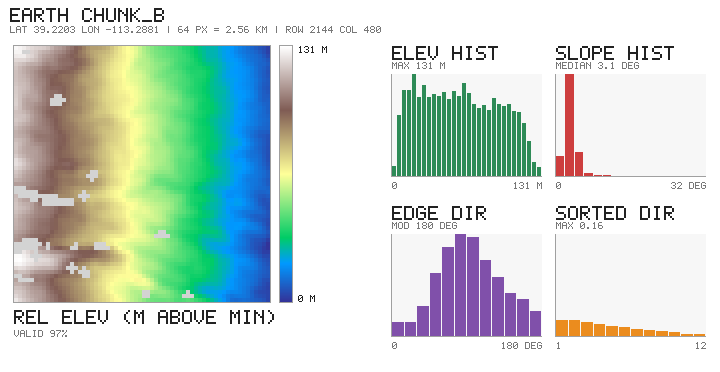 EARTH CHUNK_B
LAT 39.2203 LON -113.2881 | 64 PX = 2.56 KM | ROW 2144 COL 480
131 M
0 M
REL ELEV (M ABOVE MIN)
VALID 97%
ELEV HIST
MAX 131 M
0 131 M
SLOPE HIST
MEDIAN 3.1 DEG
0 32 DEG
EDGE DIR
MOD 180 DEG
0 180 DEG
SORTED DIR
MAX 0.16
1 12